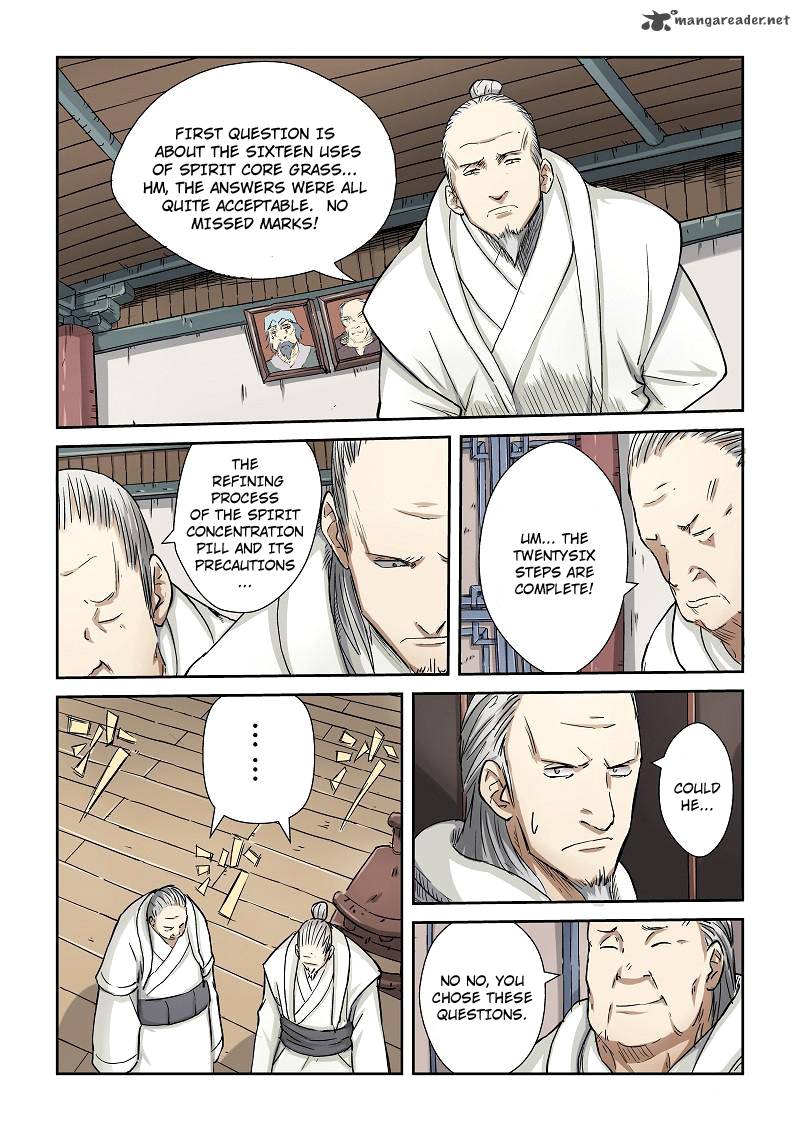 mangareader.net
FIRST QUESTION IS
ABOUT THE SIXTEEN USES
OF SPIRIT CORE GRASS...
HM, THE ANSWERS WERE ALL
QUITE ACCEPTABLE. NO
MISSED MARKS!
THE
REFINING
PROCESS
OF THE SPIRIT
CONCENTRATION
PILL AND ITS
PRECAUTIONS
...
UM... THE
TWENTYSIX
STEPS ARE
COMPLETE!
......
COULD
HE...
NO NO, YOU
CHOSE THESE
QUESTIONS.